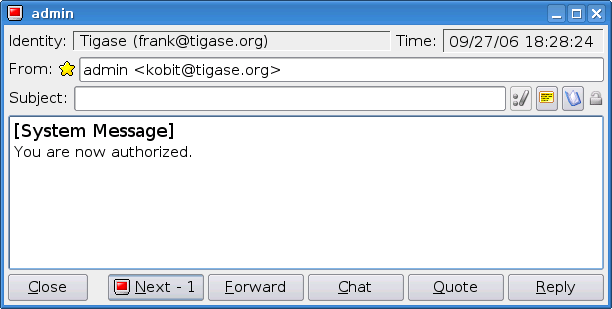 admin
Identity: Tigase (frank@tigase.org) Time: 09/27/06 18:28:24
From: admin <kobit@tigase.org>
Subject:
[System Message]
You are now authorized.
Close Next - 1 Forward Chat Quote Reply